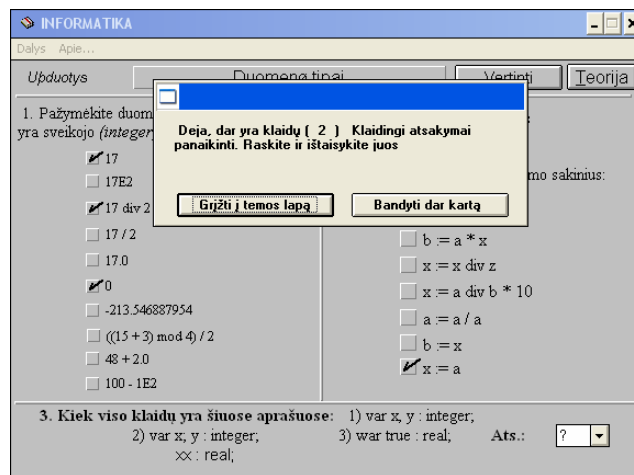 INFORMATIKA
Dalys Apie...
Uþduotys
Duomenø tipai
Vertinti
Teorija
1. Pažymėkite duom
yra sveikojo (integer
17
17E2
17 div 2
17 / 2
17.0
0
-213.546887954
((15 + 3) mod 4) / 2
48 + 2.0
100 - 1E2
Deja, dar yra klaidų ( 2 ) Klaidingi atsakymai
panaikinti. Raskite ir ištaisykite juos
Grįžti į temos lapą
Bandyti dar kartą
mo sakinius:
b := a * x
x := x div z
x := a div b * 10
a := a / a
b := x
x := a
3. Kiek viso klaidų yra šiuose aprašuose: 1) var x, y : integer;
2) var x; y : integer; 3) war true : real; Ats.: ?
xx : real;